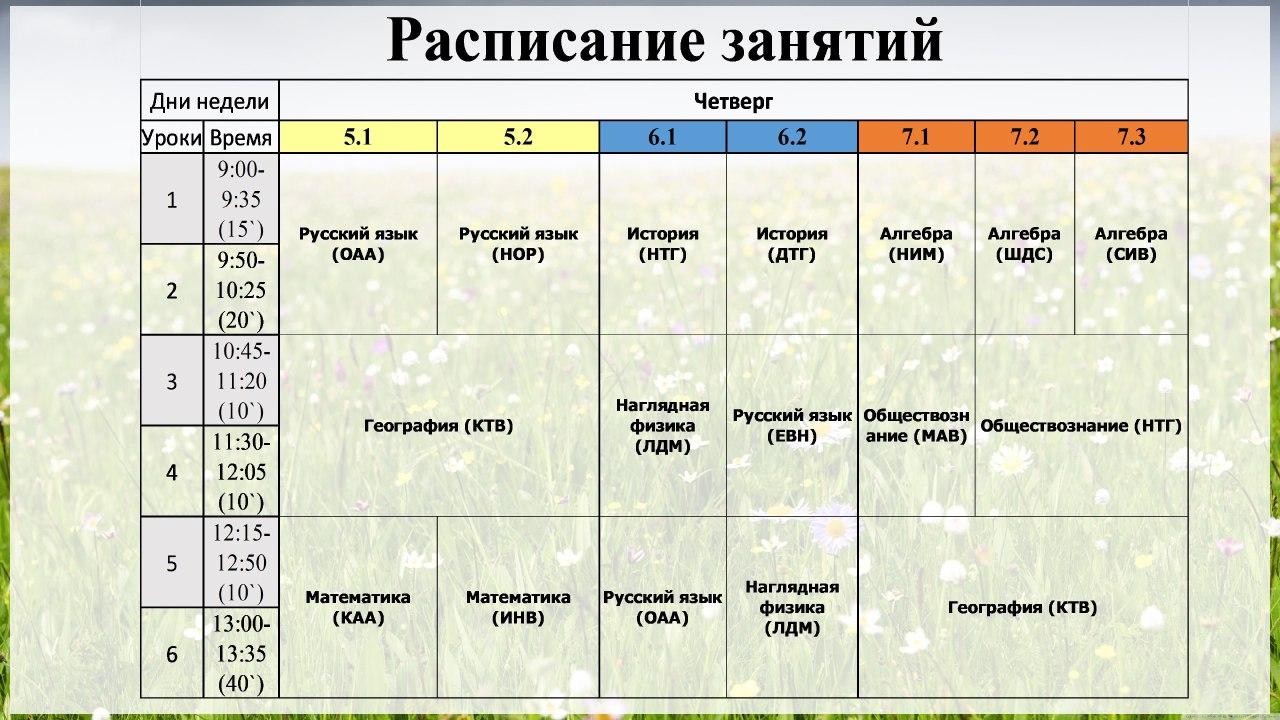 Расписание занятий
Дни недели Четверг
Уроки Время 5.1 5.2 6.1 6.2 7.1 7.2 7.3
1
9:00-
9:35
(15`)
2
9:50-
10:25
(20`)
Русский язык
(ОАА)
Русский язык
(НОР)
История
(НТГ)
История
(ДТГ)
Алгебра
(НИМ)
Алгебра
(ШДС)
Алгебра
(СИВ)
3
10:45-
11:20
(10`)
4
11:30-
12:05
(10`)
География (КТВ)
Наглядная
физика
(ЛДМ)
Русский язык
(ЕВН)
Обществозн
ание (МАВ)
Обществознание (НТГ)
5
12:15-
12:50
(10`)
6
13:00-
13:35
(40`)
Математика
(КАА)
Математика
(ИНВ)
Русский язык
(ОАА)
Наглядная
физика
(ЛДМ)
География (КТВ)